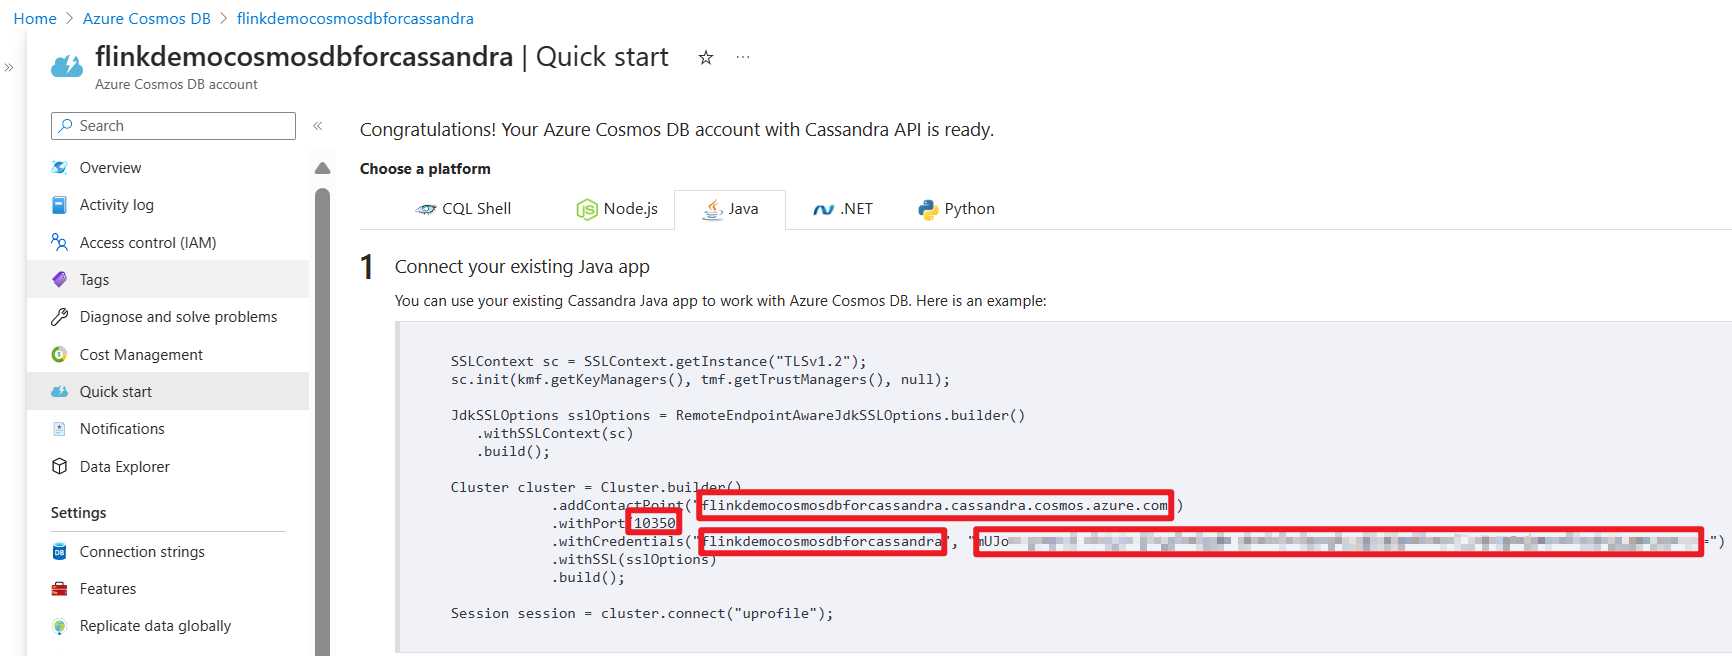 Home > Azure Cosmos DB > flinkdemocosmosdbforcassandra
flinkdemocosmosdbforcassandra | Quick start
Azure Cosmos DB account
Search
Overview
Activity log
Access control (IAM)
Tags
Diagnose and solve problems
Cost Management
Quick start
Notifications
Data Explorer
Settings
Connection strings
Features
Replicate data globally
Congratulations! Your Azure Cosmos DB account with Cassandra API is ready.
Choose a platform
CQL Shell Node.js Java .NET Python
1 Connect your existing Java app
You can use your existing Cassandra Java app to work with Azure Cosmos DB. Here is an example:
SSLContext sc = SSLContext.getInstance("TLSv1.2");
sc.init(kmf.getKeyManagers(), tmf.getTrustManagers(), null);
JdkSSLOptions sslOptions = RemoteEndpointAwareJdkSSLOptions.builder()
.withSSLContext(sc)
.build();
Cluster cluster = Cluster.builder()
.addContactPoint("flinkdemocosmosdbforcassandra.cassandra.cosmos.azure.com")
.withPort(10350)
.withCredentials("flinkdemocosmosdbforcassandra", "mUJo =")
.withSSL(sslOptions)
.build();
Session session = cluster.connect("uprofile");